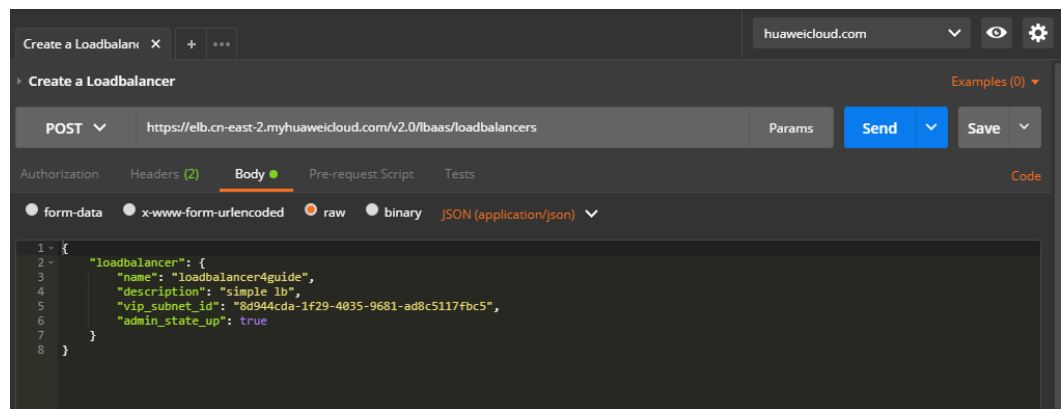 Create a Loadbalanc × + •••
huaweicloud.com
Create a Loadbalancer
Examples (0)
POST https://elb.cn-east-2.myhuaweicloud.com/v2.0/lbaas/loadbalancers Params Send Save
Authorization Headers (2) Body Pre-request Script Tests Code
form-data x-www-form-urlencoded raw binary JSON (application/json)
1 {
2 "loadbalancer": {
3 "name": "loadbalancer4guide",
4 "description": "simple lb",
5 "vip_subnet_id": "8d944cda-1f29-4035-9681-ad8c5117fbc5",
6 "admin_state_up": true
7 }
8 }